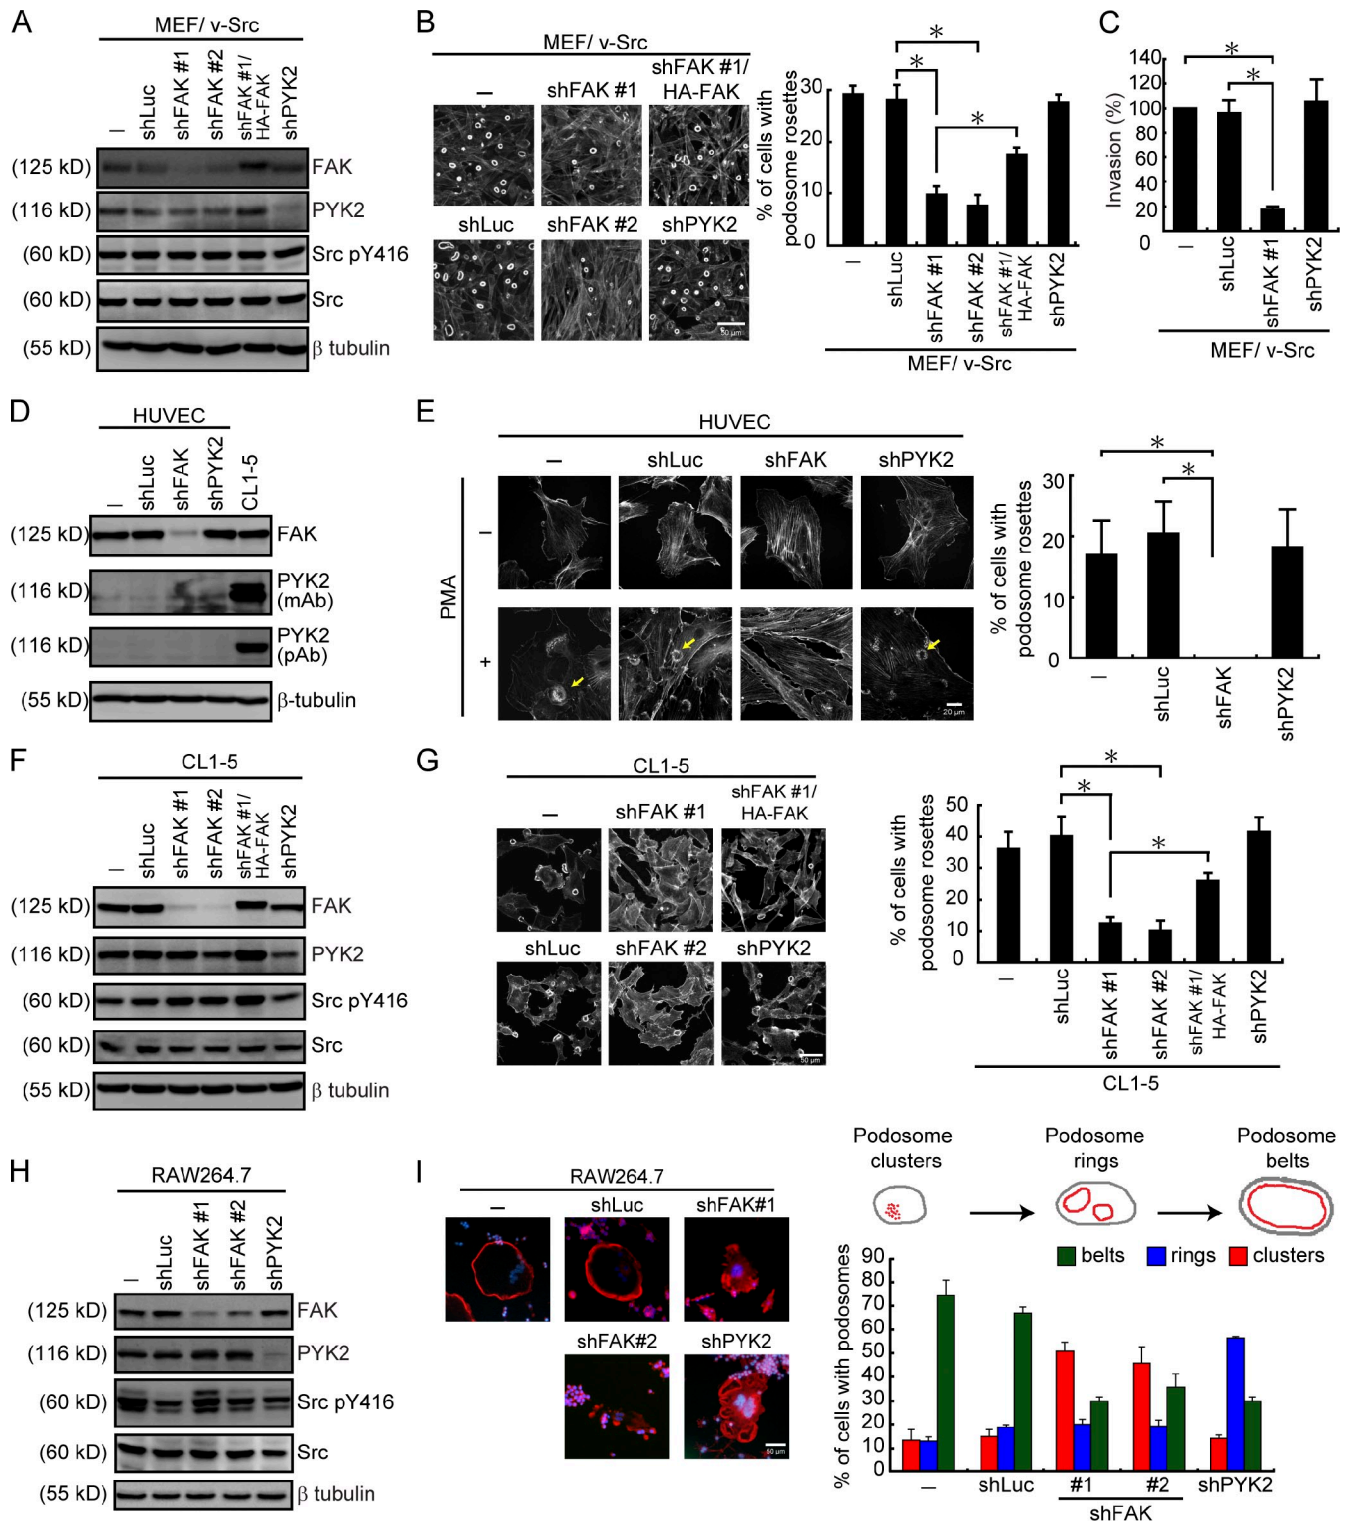 A
MEF/ v-Src
–
shLuc
shFAK #1
shFAK #2
shFAK #1/
HA-FAK
shPYK2
(125 kD)
FAK
(116 kD)
PYK2
(60 kD)
Src pY416
(60 kD)
Src
(55 kD)
β tubulin
B
MEF/ v-Src
–
shFAK #1
shFAK #1/
HA-FAK
shLuc
shFAK #2
shPYK2
50 µm
% of cells with
podosome rosettes
30
20
10
0
*
*
*
–
shLuc
shFAK #1
shFAK #2
shFAK #1/
HA-FAK
shPYK2
MEF/ v-Src
C
Invasion (%)
140
120
100
80
60
40
20
0
*
*
–
shLuc
shFAK #1
shPYK2
MEF/ v-Src
D
HUVEC
–
shLuc
shFAK
shPYK2
CL1-5
(125 kD)
FAK
(116 kD)
PYK2
(mAb)
(116 kD)
PYK2
(pAb)
(55 kD)
β-tubulin
E
HUVEC
–
shLuc
shFAK
shPYK2
PMA
–
+
20 µm
% of cells with
podosome rosettes
30
20
10
0
*
*
–
shLuc
shFAK
shPYK2
F
CL1-5
–
shLuc
shFAK #1
shFAK #2
shFAK #1/
HA-FAK
shPYK2
(125 kD)
FAK
(116 kD)
PYK2
(60 kD)
Src pY416
(60 kD)
Src
(55 kD)
β tubulin
G
CL1-5
–
shFAK #1
shFAK #1/
HA-FAK
shLuc
shFAK #2
shPYK2
50 µm
% of cells with
podosome rosettes
50
40
30
20
10
0
*
*
*
–
shLuc
shFAK #1
shFAK #2
shFAK #1/
HA-FAK
shPYK2
CL1-5
H
RAW264.7
–
shLuc
shFAK #1
shFAK #2
shPYK2
(125 kD)
FAK
(116 kD)
PYK2
(60 kD)
Src pY416
(60 kD)
Src
(55 kD)
β tubulin
I
RAW264.7
–
shLuc
shFAK#1
shFAK#2
shPYK2
50 µm
Podosome
clusters
Podosome
rings
Podosome
belts
belts
rings
clusters
% of cells with podosomes
90
80
70
60
50
40
30
20
10
0
–
shLuc
#1
#2
shPYK2
shFAK